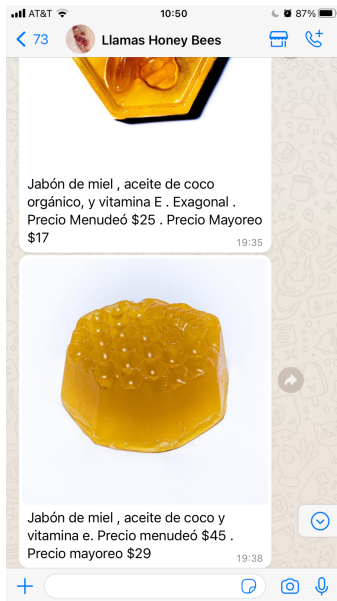 AT&T 10:50 87%
73 Llamas Honey Bees
Jabón de miel , aceite de coco
orgánico, y vitamina E . Exagonal .
Precio Menudeó $25 . Precio Mayoreo
$17
19:35
Jabón de miel , aceite de coco y
vitamina e. Precio menudeó $45 .
Precio mayoreo $29
19:38